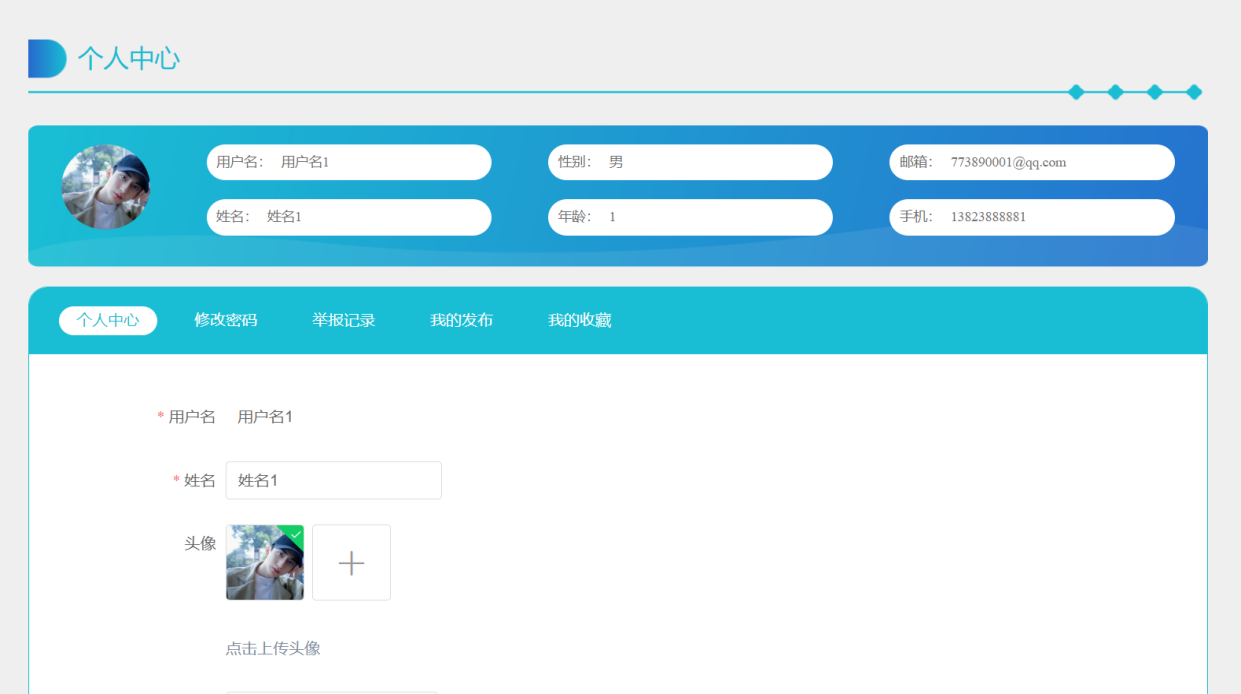 个人中心
用户名： 用户名1 性别： 男 邮箱： 773890001@qq.com
姓名： 姓名1 年龄： 1 手机： 13823888881
个人中心 修改密码 举报记录 我的发布 我的收藏
* 用户名 用户名1
* 姓名 姓名1
头像
点击上传头像